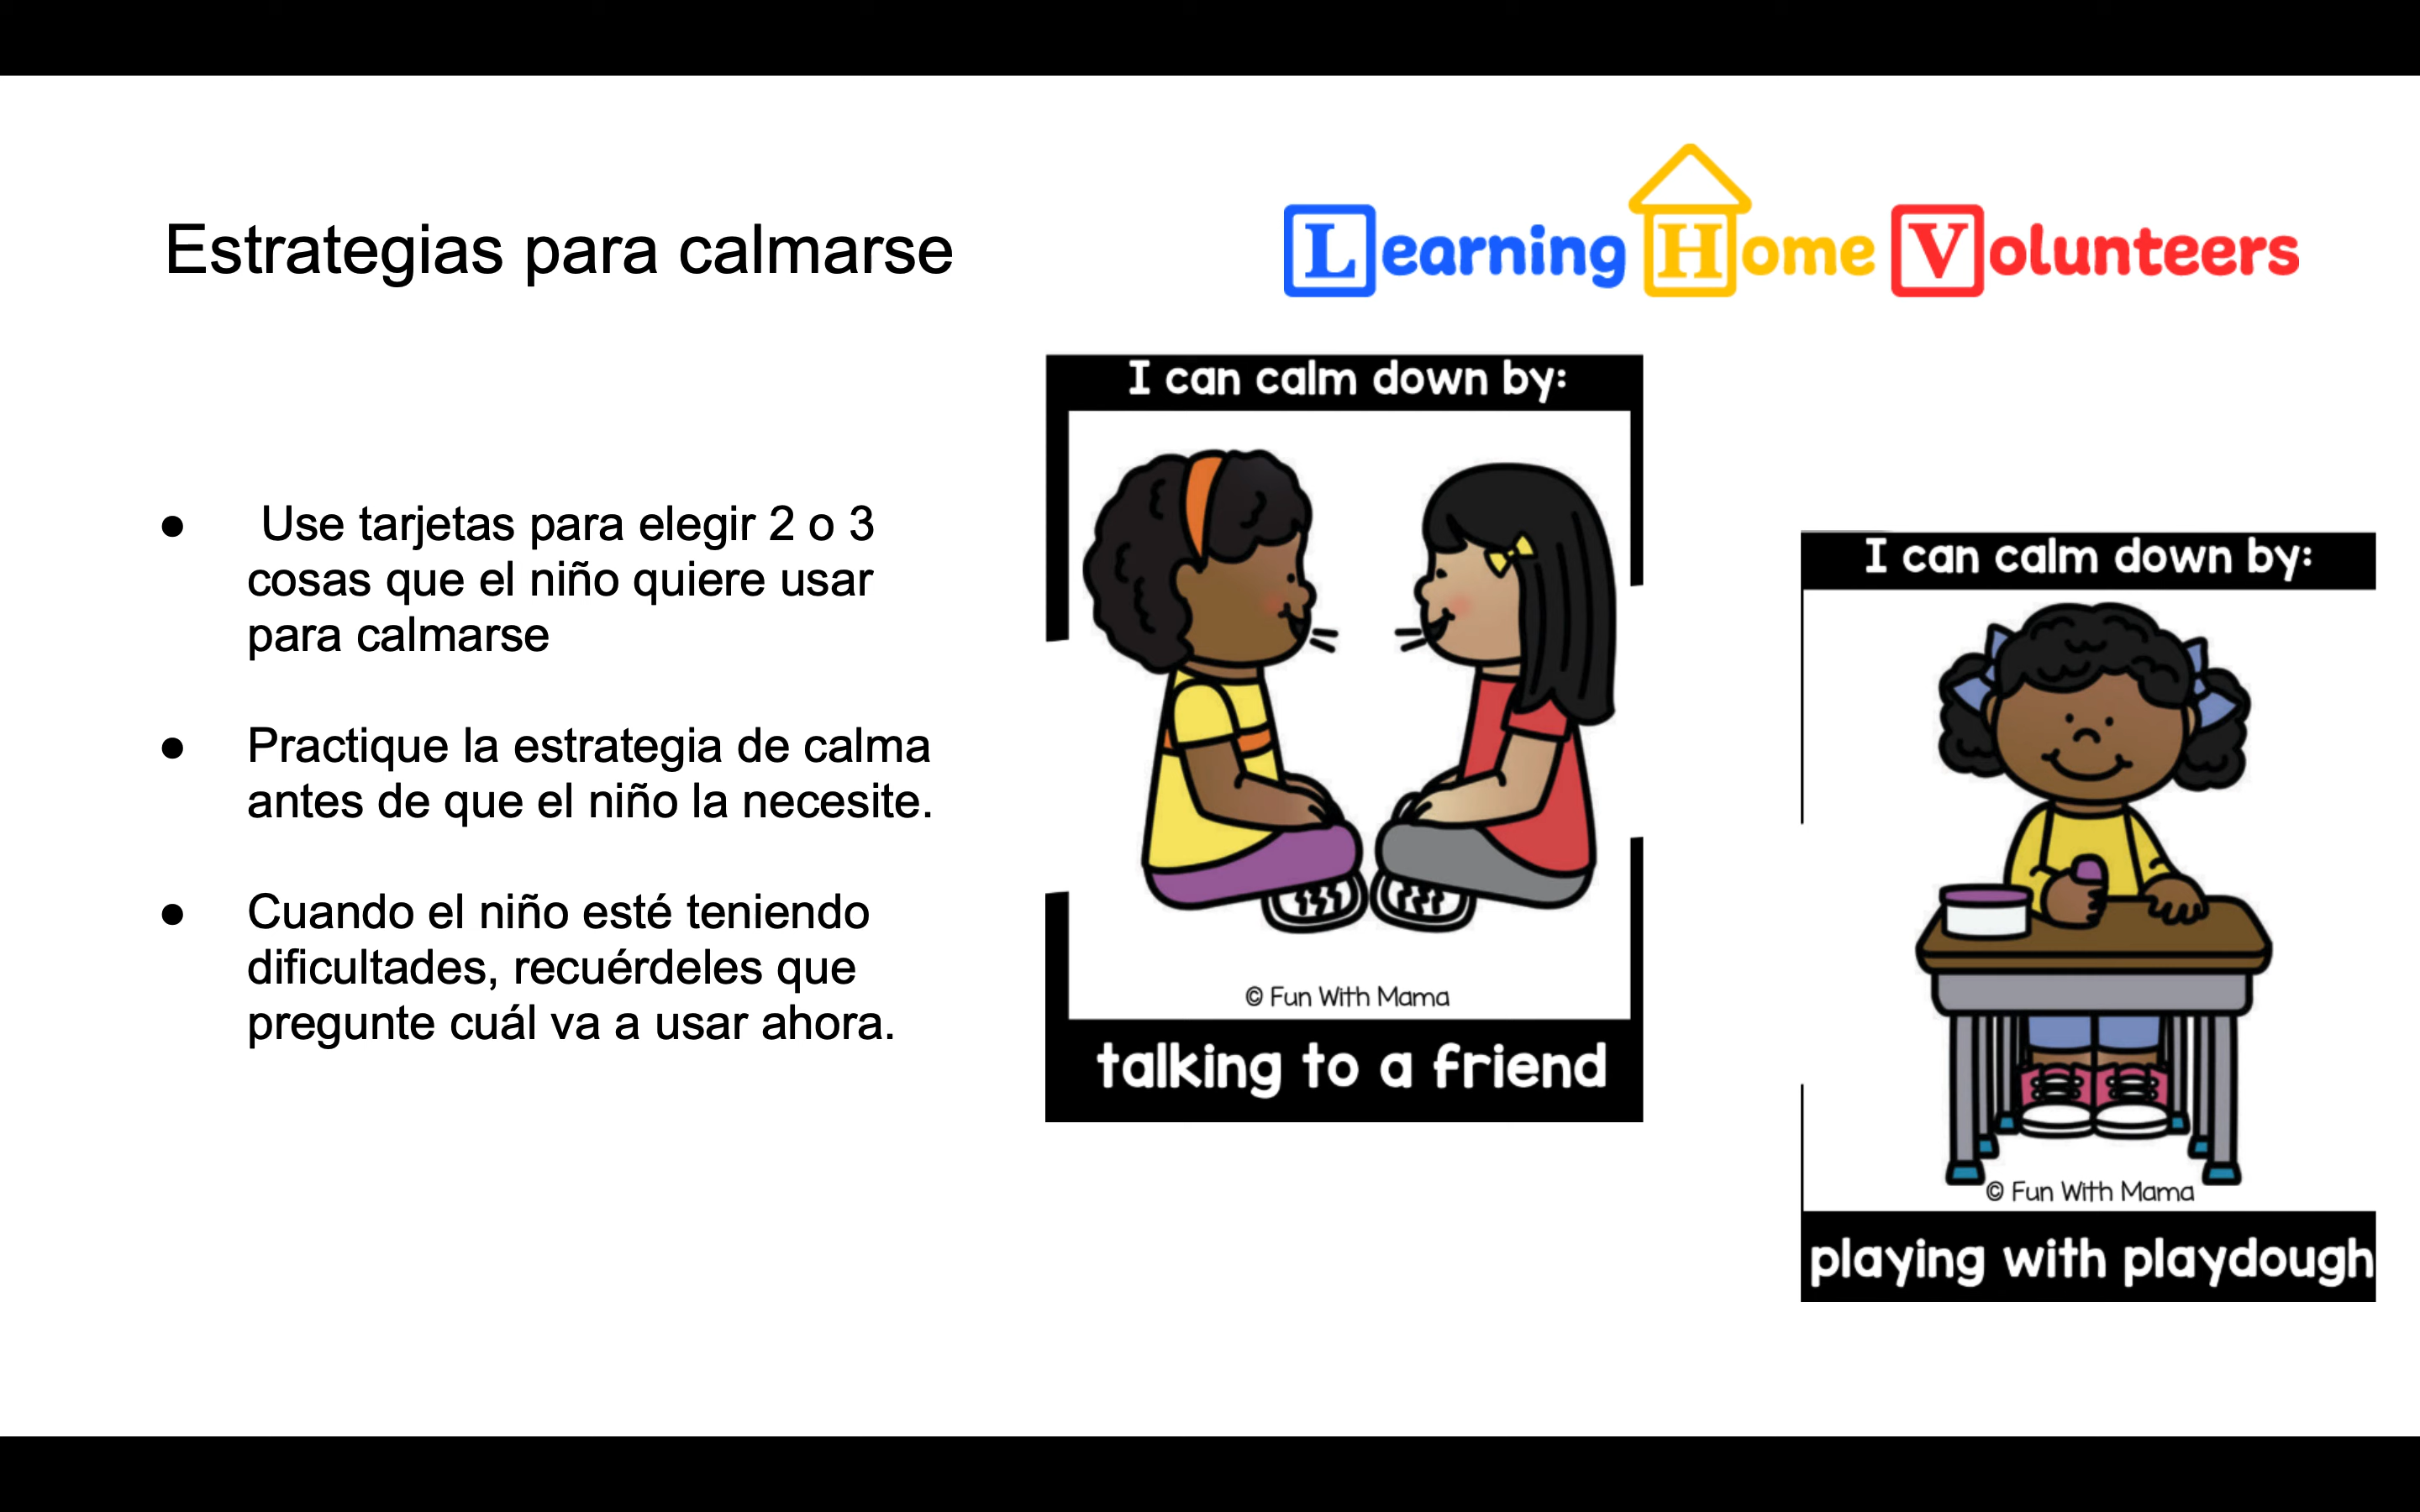 Estrategias para calmarse
Learning Home Volunteers
● Use tarjetas para elegir 2 o 3
cosas que el niño quiere usar
para calmarse
● Practique la estrategia de calma
antes de que el niño la necesite.
● Cuando el niño esté teniendo
dificultades, recuérdeles que
pregunte cuál va a usar ahora.
I can calm down by:
© Fun With Mama
talking to a friend
I can calm down by:
© Fun With Mama
playing with playdough